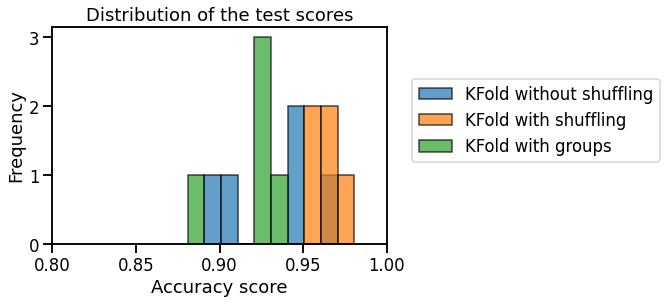 Distribution of the test scores
Frequency
3
2
1
0
0.80 0.85 0.90 0.95 1.00
Accuracy score
KFold without shuffling
KFold with shuffling
KFold with groups